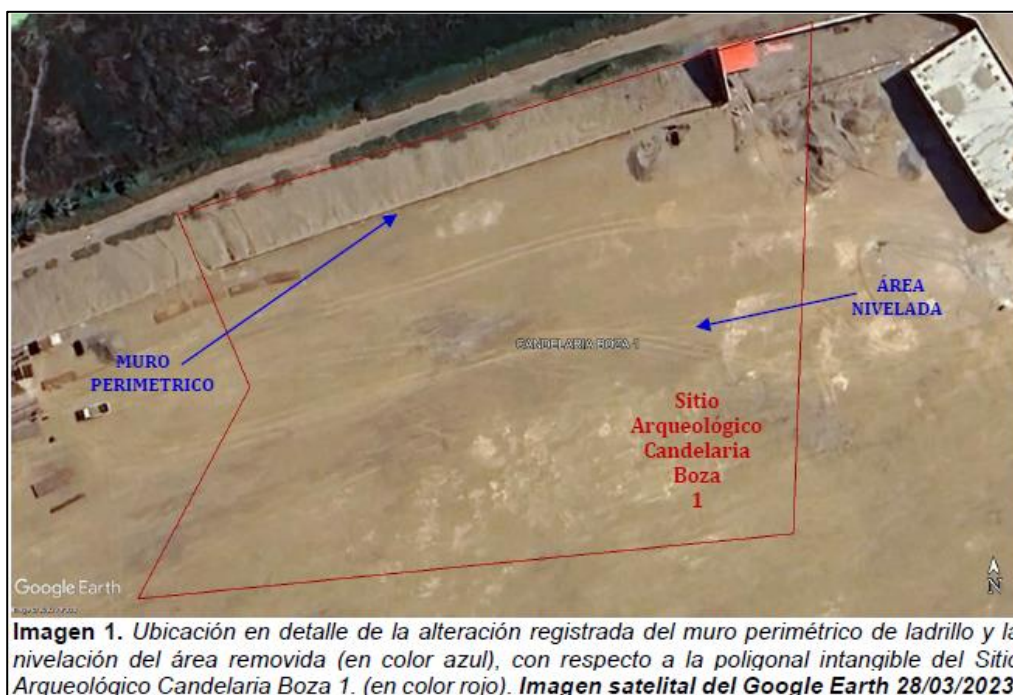 MURO
PERIMETRICO
ÁREA
NIVELADA
CANDELARIA BOZA 1
Sitio
Arqueológico
Candelaria
Boza
1
Google Earth
N
Imagen 1. Ubicación en detalle de la alteración registrada del muro perimétrico de ladrillo y la
nivelación del área removida (en color azul), con respecto a la poligonal intangible del Sitio
Arqueológico Candelaria Boza 1. (en color rojo). Imagen satelital del Google Earth 28/03/2023